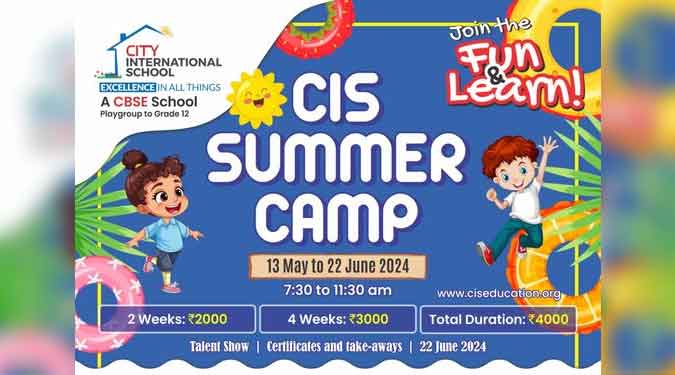 CITY
INTERNATIONAL
SCHOOL
EXCELLENCE IN ALL THINGS
A CBSE School
Playgroup to Grade 12
Join the
Fun
&
Learn!
CIS
SUMMER
CAMP
13 May to 22 June 2024
7:30 to 11:30 am
www.ciseducation.org
2 Weeks: ₹2000
4 Weeks: ₹3000
Total Duration: ₹4000
Talent Show | Certificates and take-aways | 22 June 2024